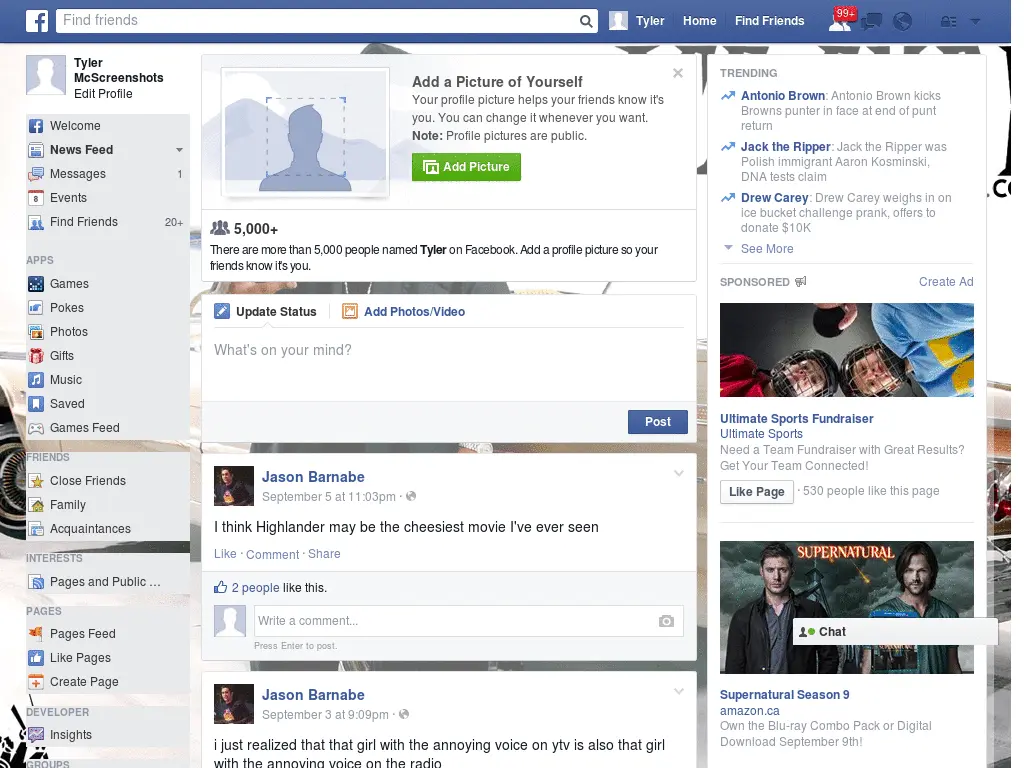 Find friends
Tyler Home Find Friends
99+
Tyler
McScreenshots
Edit Profile
Welcome
News Feed
Messages 1
8 Events
Find Friends 20+
APPS
Games
Pokes
Photos
Gifts
Music
Saved
Games Feed
FRIENDS
Close Friends
Family
Acquaintances
INTERESTS
Pages and Public ...
PAGES
Pages Feed
Like Pages
Create Page
DEVELOPER
Insights
GROUPS
Add a Picture of Yourself
Your profile picture helps your friends know it's
you. You can change it whenever you want.
Note: Profile pictures are public.
Add Picture
5,000+
There are more than 5,000 people named Tyler on Facebook. Add a profile picture so your
friends know it's you.
Update Status Add Photos/Video
What's on your mind?
Post
Jason Barnabe
September 5 at 11:03pm ·
I think Highlander may be the cheesiest movie I've ever seen
Like · Comment · Share
2 people like this.
Write a comment...
Press Enter to post.
Jason Barnabe
September 3 at 9:09pm ·
i just realized that that girl with the annoying voice on ytv is also that girl
with the annoying voice on the radio
TRENDING
Antonio Brown: Antonio Brown kicks
Browns punter in face at end of punt
return
Jack the Ripper: Jack the Ripper was
Polish immigrant Aaron Kosminski,
DNA tests claim
Drew Carey: Drew Carey weighs in on
ice bucket challenge prank, offers to
donate $10K
See More
SPONSORED Create Ad
Ultimate Sports Fundraiser
Ultimate Sports
Need a Team Fundraiser with Great Results?
Get Your Team Connected!
Like Page · 530 people like this page
SUPERNATURAL
Chat
Supernatural Season 9
amazon.ca
Own the Blu-ray Combo Pack or Digital
Download September 9th!